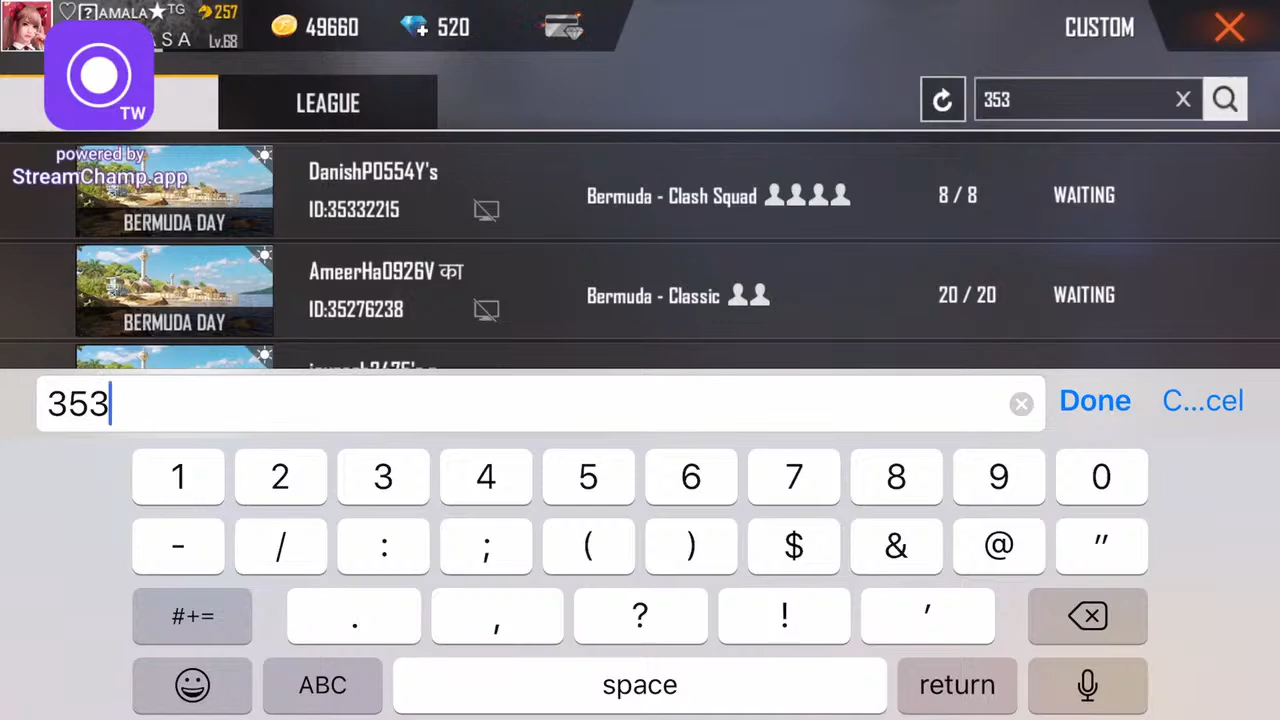 ?AMALA★TG
257
ASA
Lv.68
49660
520
CUSTOM
TW
LEAGUE
353
X
powered by
StreamChamp.app
BERMUDA DAY
DanishP0554Y's
ID:35332215
Bermuda - Clash Squad
8 / 8
WAITING
BERMUDA DAY
AmeerHa0926V का
ID:35276238
Bermuda - Classic
20 / 20
WAITING
353
Done
C...cel
1 2 3 4 5 6 7 8 9 0
- / : ; ( ) $ & @ "
#+= . , ? ! '
ABC space return